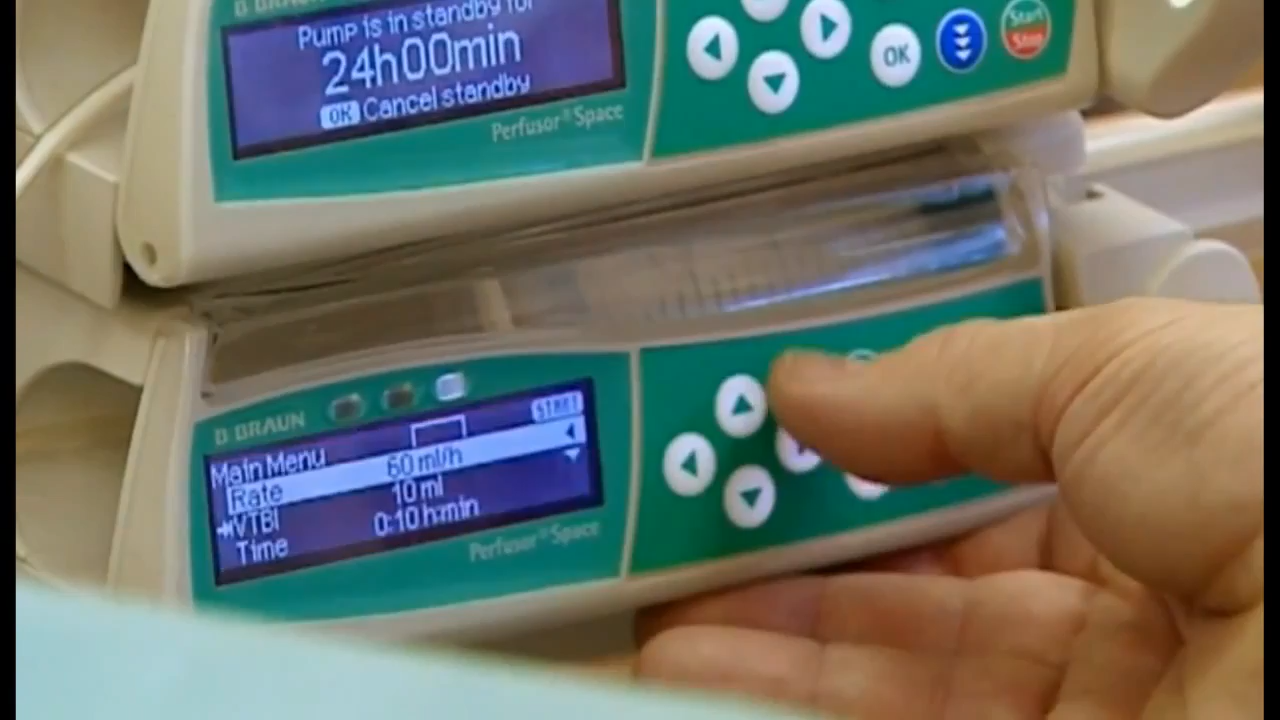 B BRAUN
Pump is in standby for
24h00min
OK Cancel standby
Perfusor® Space
OK
Start
Stop
B BRAUN
START
Main Menu
Rate 60 ml/h
VTBI 10 ml
Time 0:10 h:min
Perfusor® Space